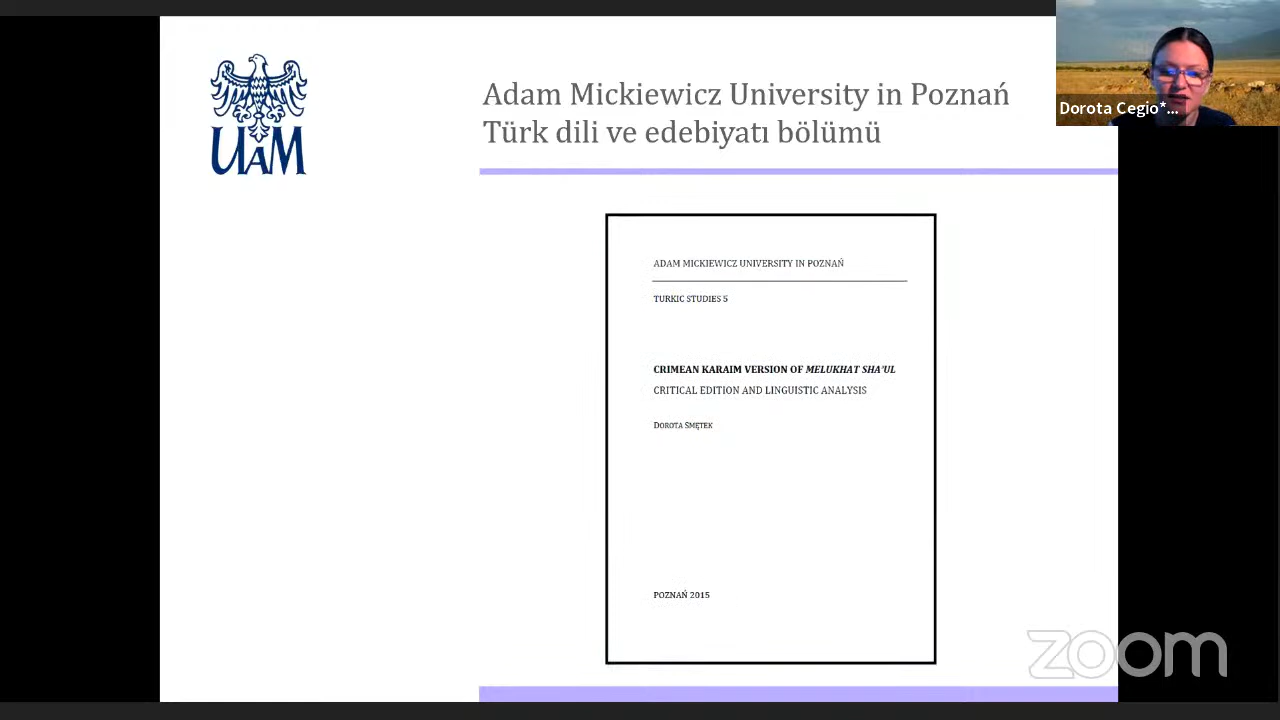 UAM
Adam Mickiewicz University in Poznań
Türk dili ve edebiyatı bölümü
Dorota Cegio*...
ADAM MICKIEWICZ UNIVERSITY IN POZNAŃ
TURKIC STUDIES 5
CRIMEAN KARAIM VERSION OF MELUKHAT SHA'UL
CRITICAL EDITION AND LINGUISTIC ANALYSIS
DOROTA SMĘTEK
POZNAŃ 2015
zoom